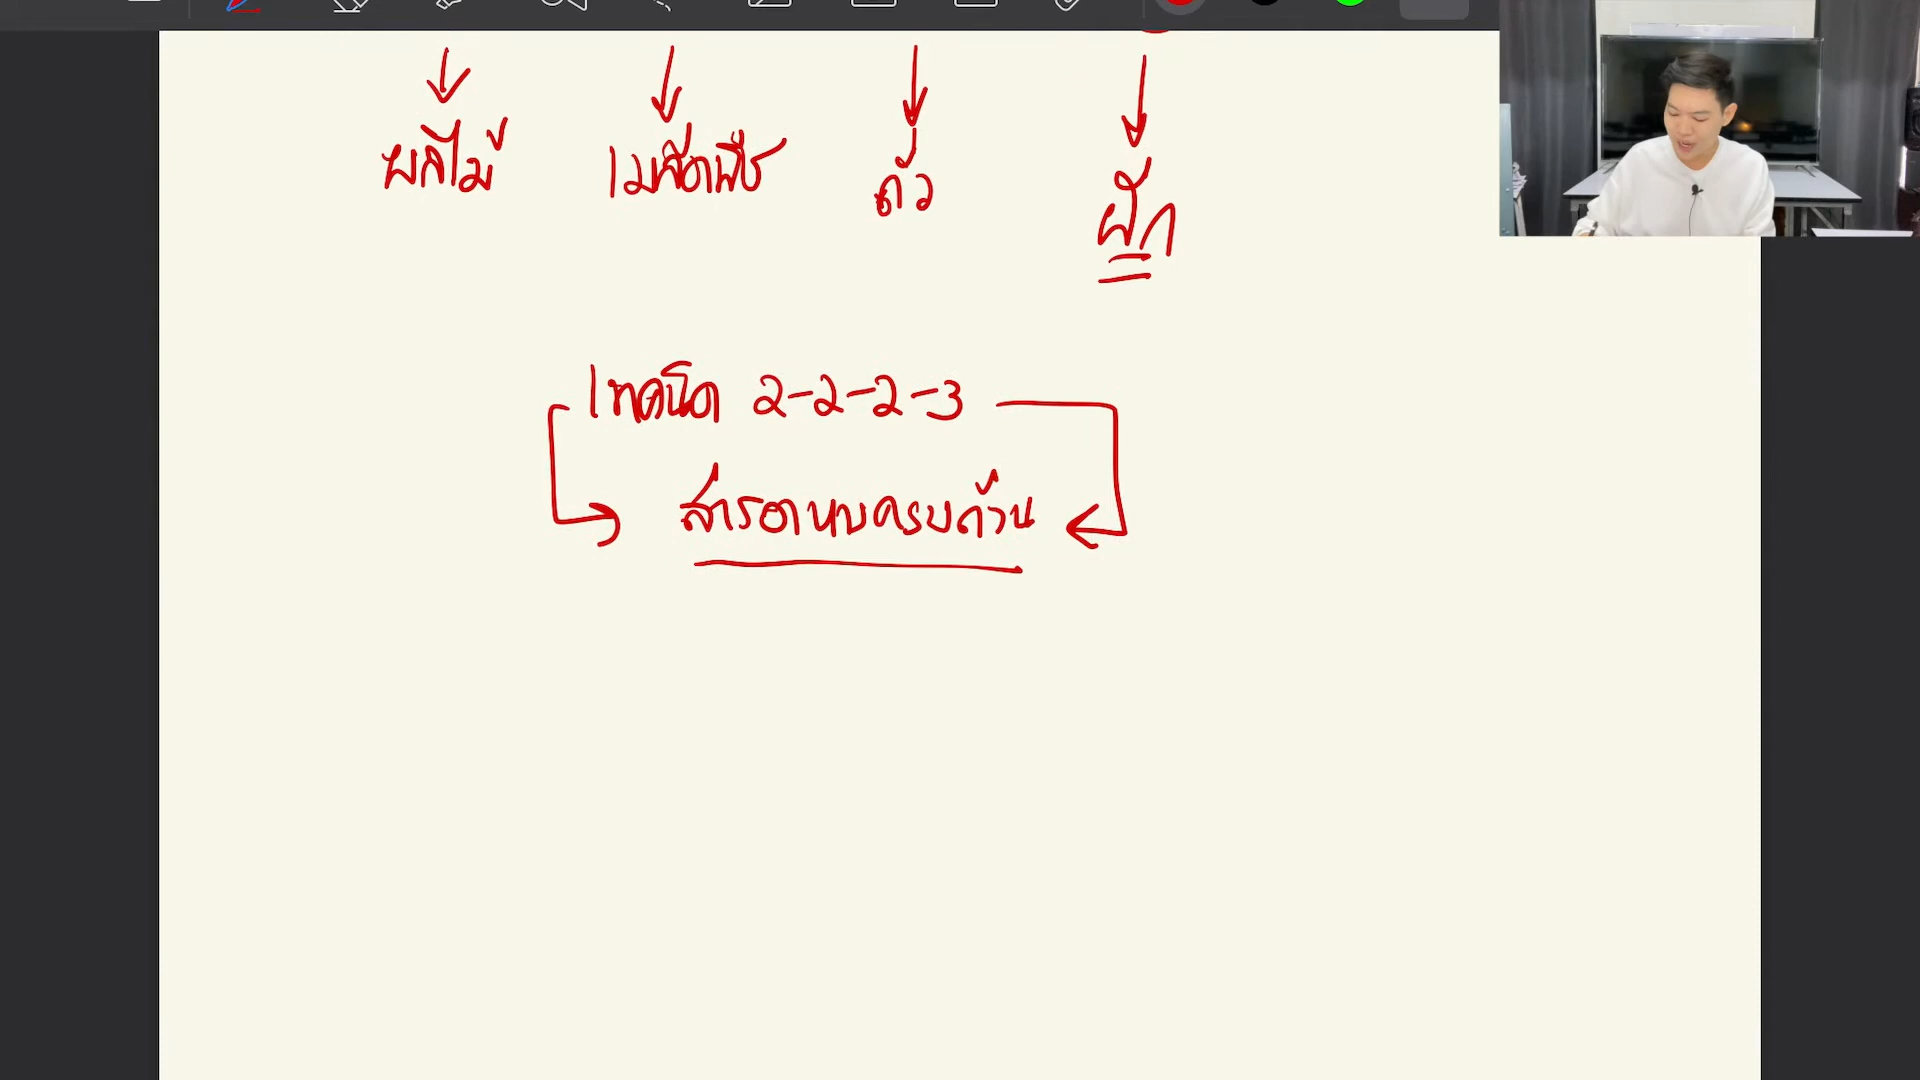 ผลไม้ เมล็ดพืช ถั่ว ผัก
เทคนิค 2-2-2-3
สารอาหารครบถ้วน